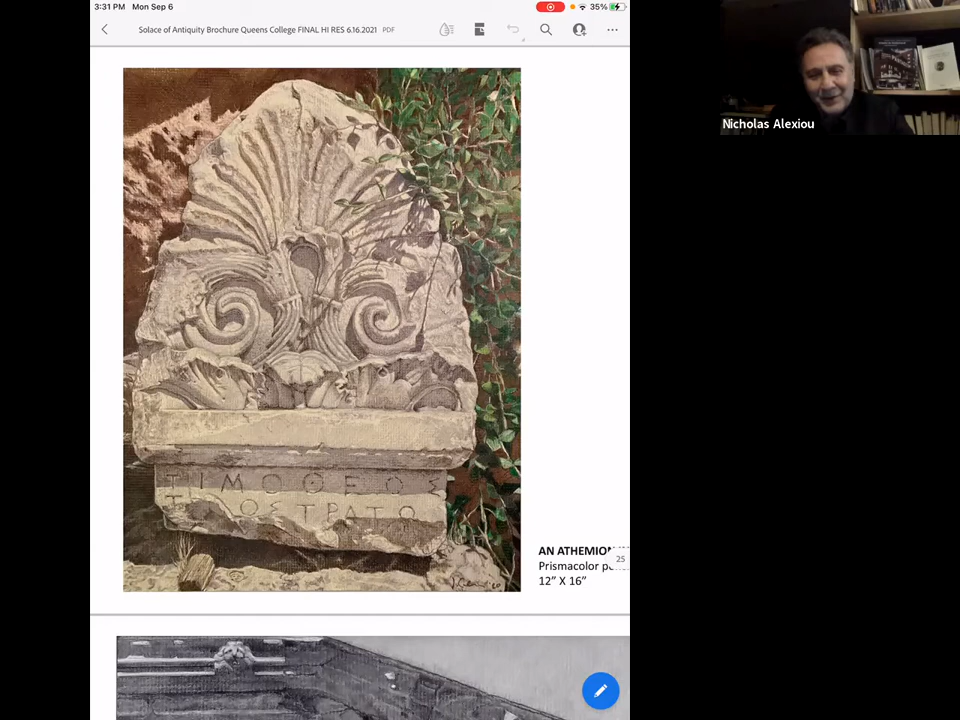 3:31 PM Mon Sep 6
35%
Solace of Antiquity Brochure Queens College FINAL HI RES 6.16.2021 PDF
Nicholas Alexiou
ΤΙΜΟΘΕΟΣ
ΟΣΤΡΑΤΟ
AN ATHEMIO
Prismacolor
12” X 16”
25